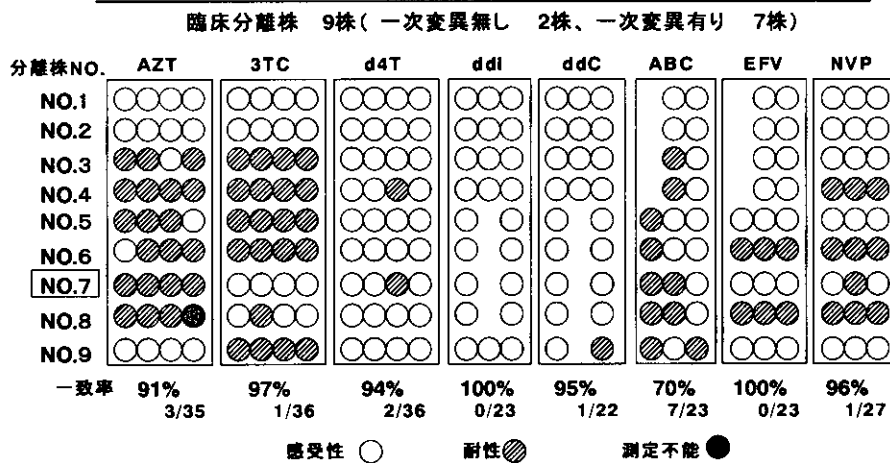 臨床分離株 9株( 一次変異無し 2株、一次変異有り 7株)
分離株NO. AZT 3TC d4T ddI ddC ABC EFV NVP
NO.1
NO.2
NO.3
NO.4
NO.5
NO.6
NO.7
NO.8
NO.9
一致率 91% 97% 94% 100% 95% 70% 100% 96%
3/35 1/36 2/36 0/23 1/22 7/23 0/23 1/27
感受性 耐性 測定不能